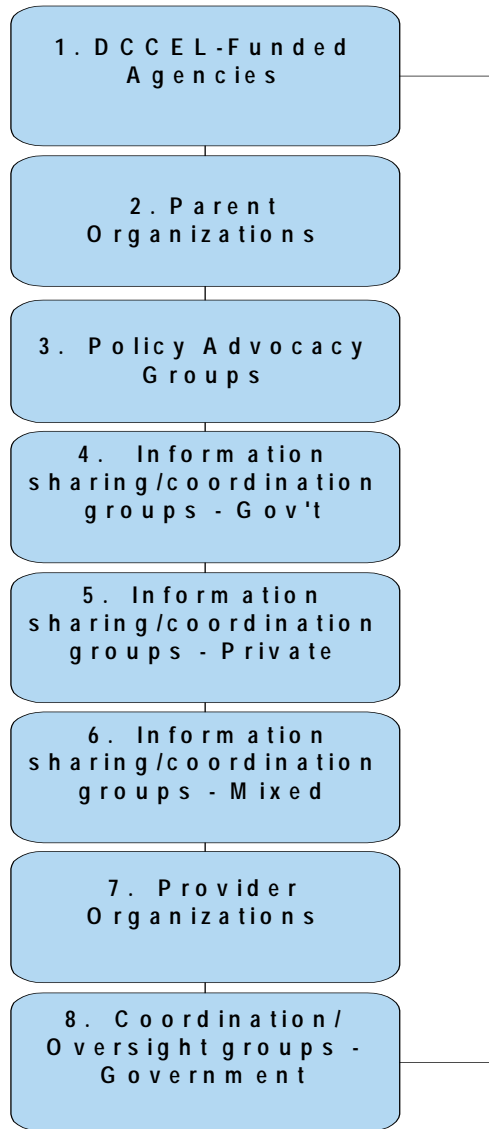 1. DCCEL-Funded
Agencies
2. Parent
Organizations
3. Policy Advocacy
Groups
4. Information
sharing/coordination
groups - Gov't
5. Information
sharing/coordination
groups - Private
6. Information
sharing/coordination
groups - Mixed
7. Provider
Organizations
8. Coordination/
Oversight groups -
Government